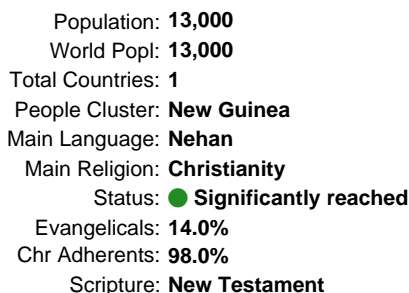 Population: 13,000
World Popl: 13,000
Total Countries: 1
People Cluster: New Guinea
Main Language: Nehan
Main Religion: Christianity
Status: Significantly reached
Evangelicals: 14.0%
Chr Adherents: 98.0%
Scripture: New Testament